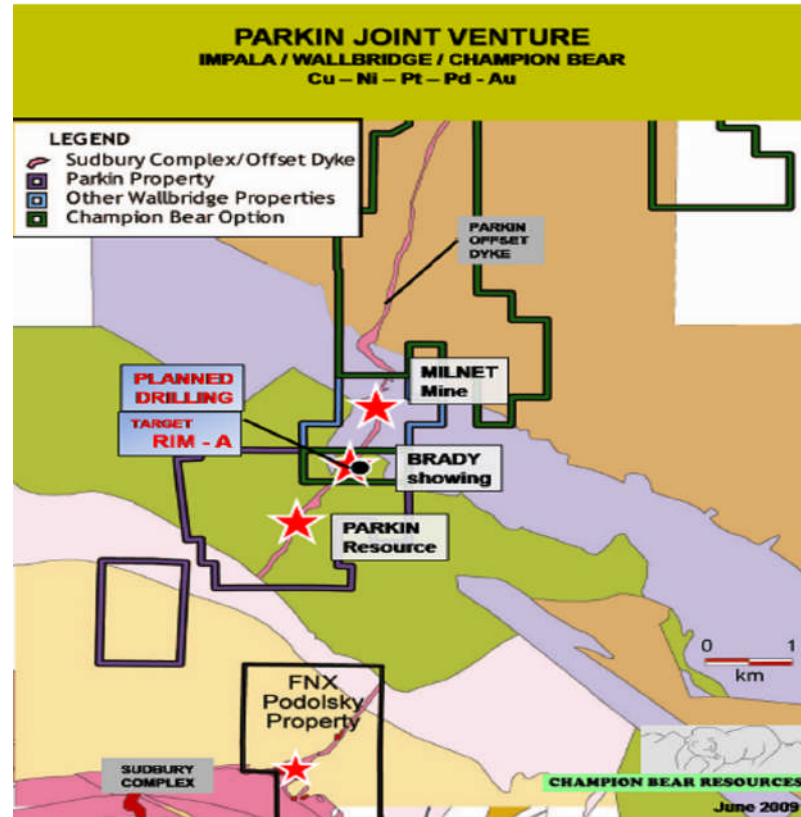 PARKIN JOINT VENTURE
IMPALA / WALLBRIDGE / CHAMPION BEAR
Cu – Ni – Pt – Pd - Au
LEGEND
Sudbury Complex/Offset Dyke
Parkin Property
Other Wallbridge Properties
Champion Bear Option
PARKIN
OFFSET
DYKE
PLANNED
DRILLING
TARGET
RIM - A
MILNET
Mine
BRADY
showing
PARKIN
Resource
0 1
km
FNX
Podolsky
Property
SUDBURY
COMPLEX
CHAMPION BEAR RESOURCES
June 2009